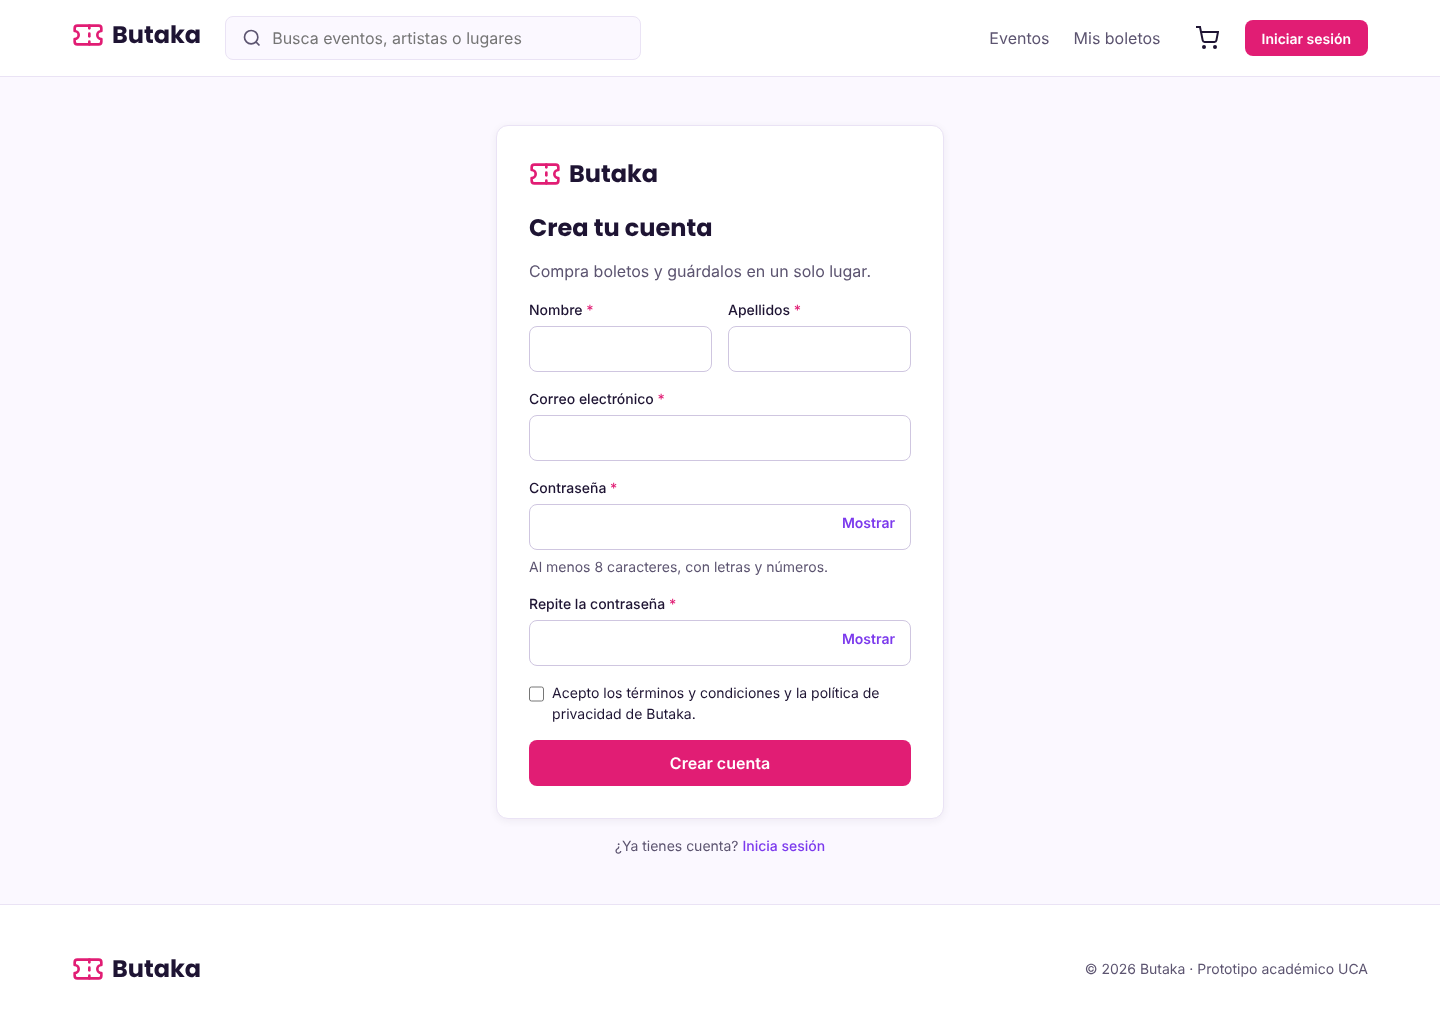 Butaka
Busca eventos, artistas o lugares
Eventos
Mis boletos
Iniciar sesión
Butaka
Crea tu cuenta
Compra boletos y guárdalos en un solo lugar.
Nombre *
Apellidos *
Correo electrónico *
Contraseña *
Mostrar
Al menos 8 caracteres, con letras y números.
Repite la contraseña *
Mostrar
Acepto los términos y condiciones y la política de
privacidad de Butaka.
Crear cuenta
¿Ya tienes cuenta? Inicia sesión
Butaka
© 2026 Butaka · Prototipo académico UCA